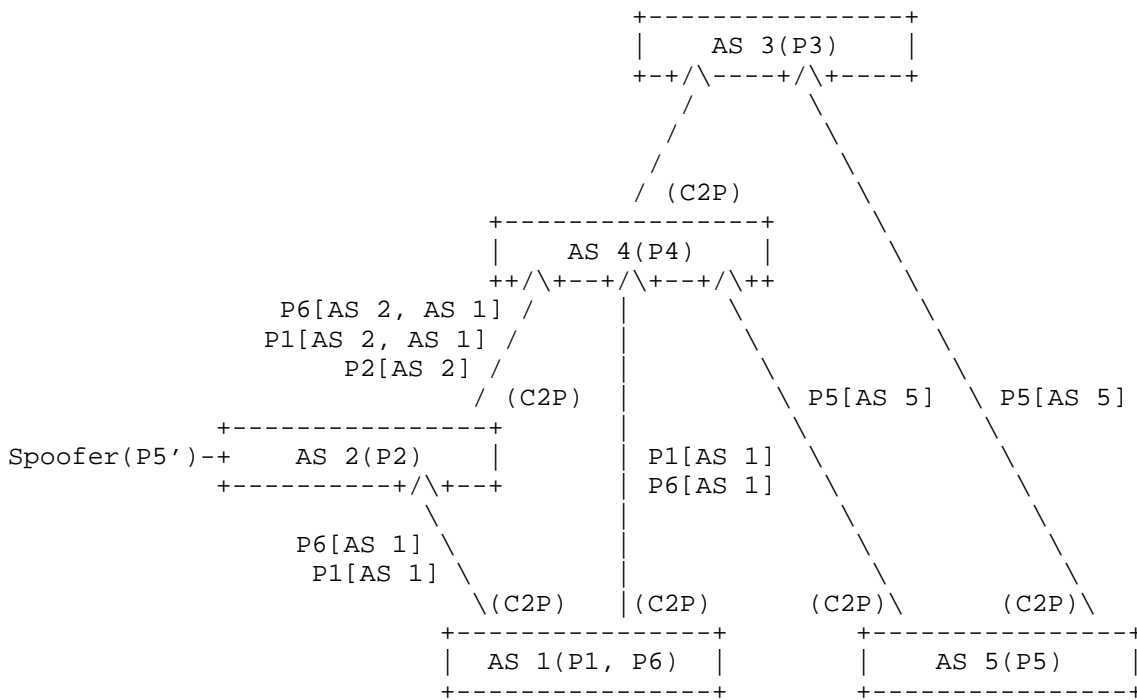 AS 3(P3)
(C2P)
AS 4(P4)
P6[AS 2, AS 1]
P1[AS 2, AS 1]
P2[AS 2]
(C2P) P5[AS 5] P5[AS 5]
Spoofer(P5') AS 2(P2) P1[AS 1]
P6[AS 1]
P6[AS 1]
P1[AS 1]
(C2P) (C2P) (C2P) (C2P)
AS 1(P1, P6) AS 5(P5)